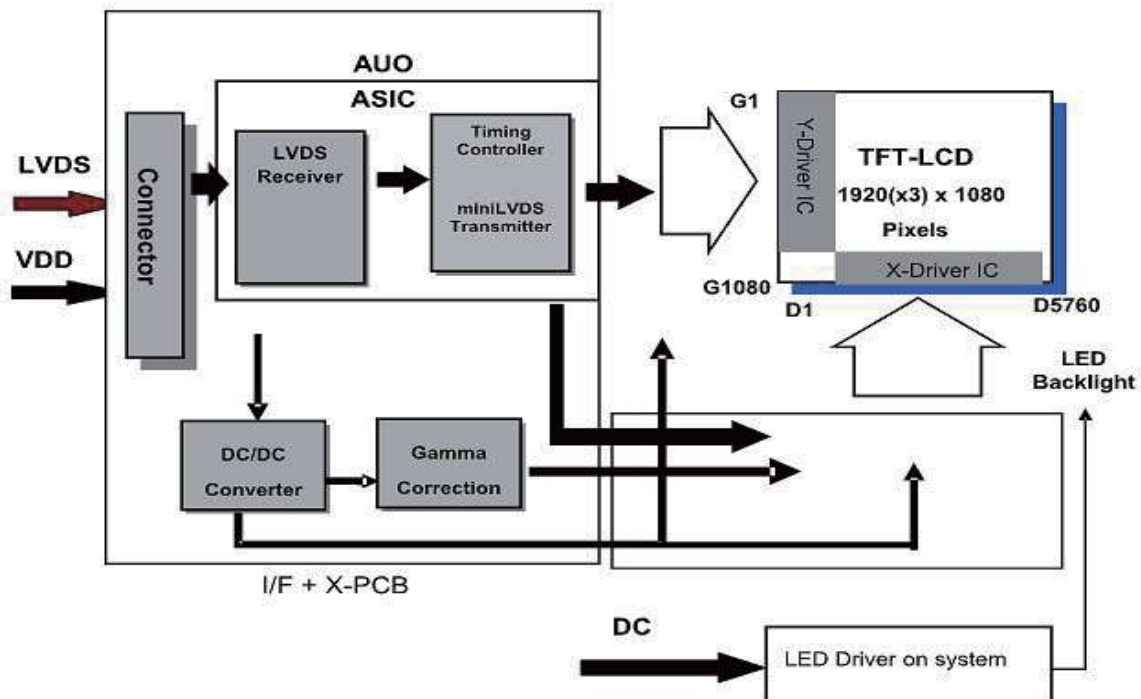 AUO
ASIC
LVDS
VDD
Connector
LVDS
Receiver
Timing
Controller
miniLVDS
Transmitter
G1
G1080
Y-Driver IC
TFT-LCD
1920(x3) x 1080
Pixels
X-Driver IC
D1
D5760
LED
Backlight
DC/DC
Converter
Gamma
Correction
I/F + X-PCB
DC
LED Driver on system